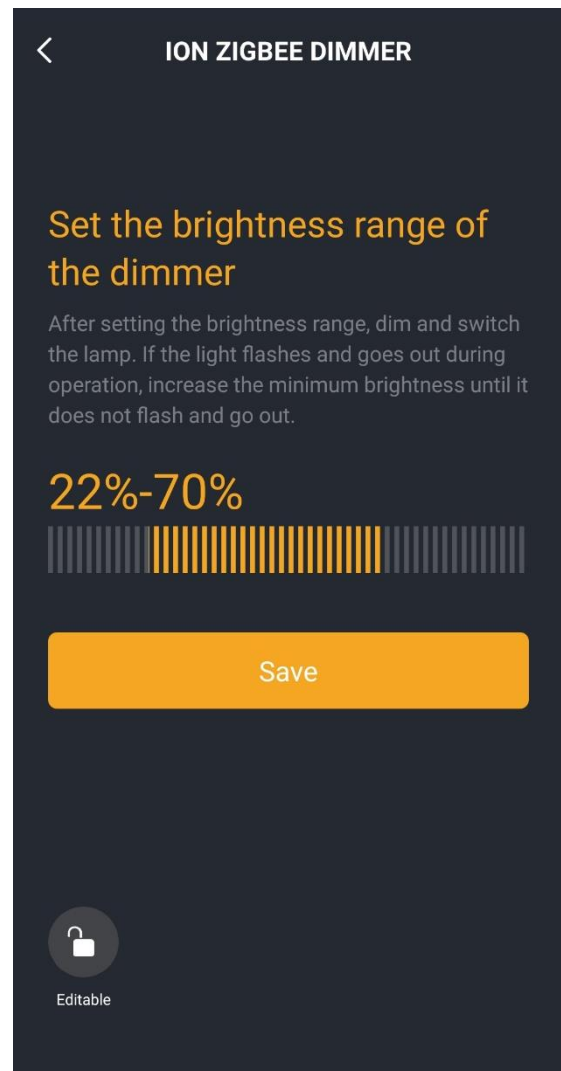 ION ZIGBEE DIMMER
Set the brightness range of
the dimmer
After setting the brightness range, dim and switch
the lamp. If the light flashes and goes out during
operation, increase the minimum brightness until it
does not flash and go out.
22%-70%
Save
Editable